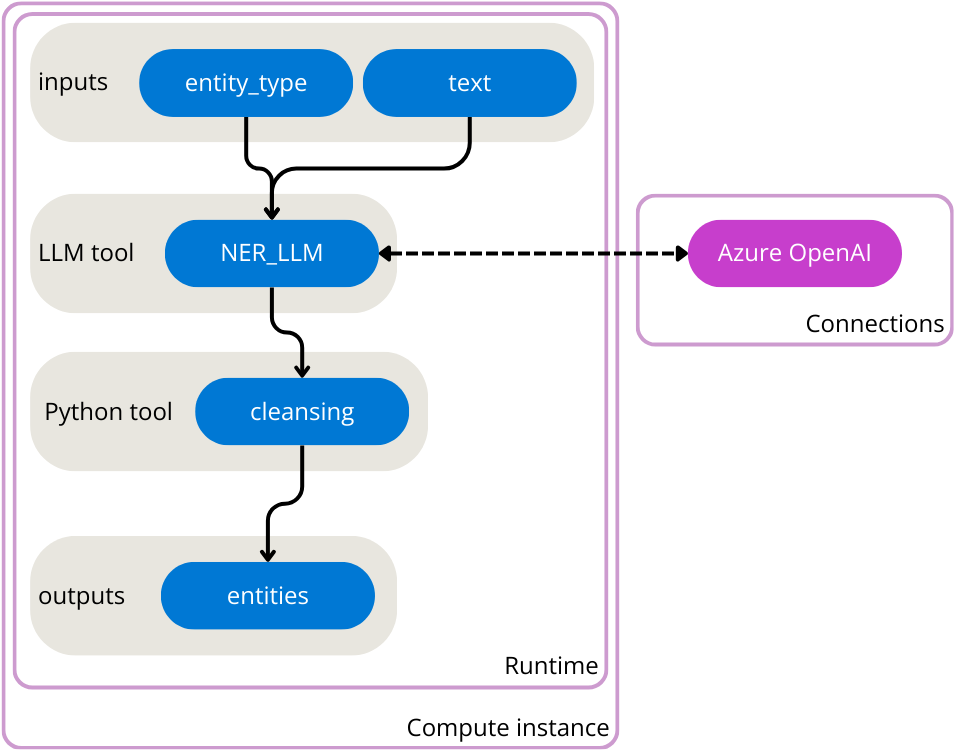 inputs
entity_type
text
LLM tool
NER_LLM
Azure OpenAI
Connections
Python tool
cleansing
outputs
entities
Runtime
Compute instance